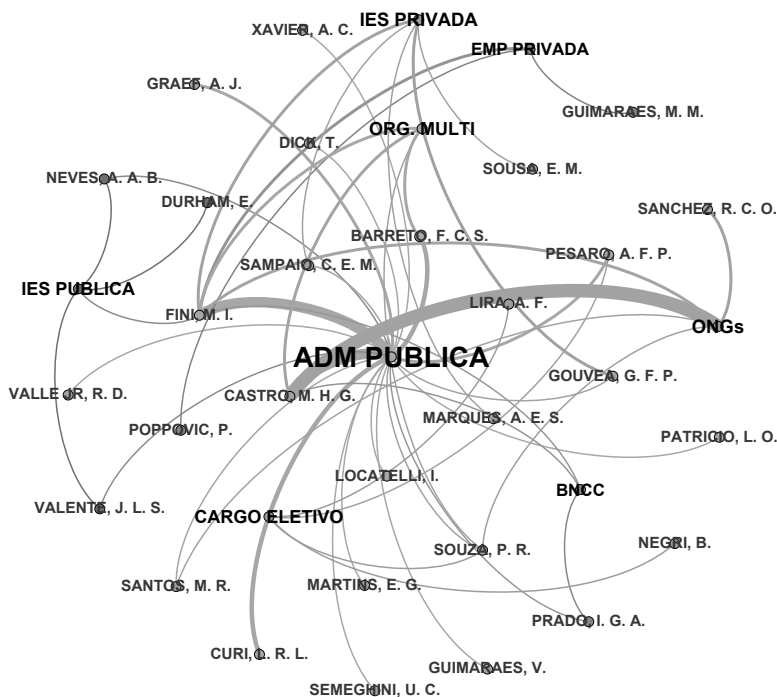 IES PRIVADA
XAVIER, A. C.
EMP PRIVADA
GRAEF, A. J.
GUIMARAES, M. M.
ORG. MULTI
DICK, T.
SOUSA, E. M.
NEVES, A. A. B.
DURHAM, E.
SANCHEZ, R. C. O.
BARRETO, F. C. S.
PESARO, A. F. P.
SAMPAIO, C. E. M.
IES PUBLICA
LIRA, A. F.
FINI, M. I.
ONGs
ADM PUBLICA
GOUVEA, G. F. P.
VALLE JR, R. D.
CASTRO, M. H. G.
MARQUES, A. E. S.
POPPOVIC, P.
PATRICIO, L. O.
LOCATELLI, I.
BNCC
VALENTE, J. L. S.
CARGO ELETIVO
SOUZA, P. R.
NEGRI, B.
SANTOS, M. R.
MARTINS, E. G.
PRADO, I. G. A.
CURI, L. R. L.
GUIMARAES, V.
SEMEGHINI, U. C.